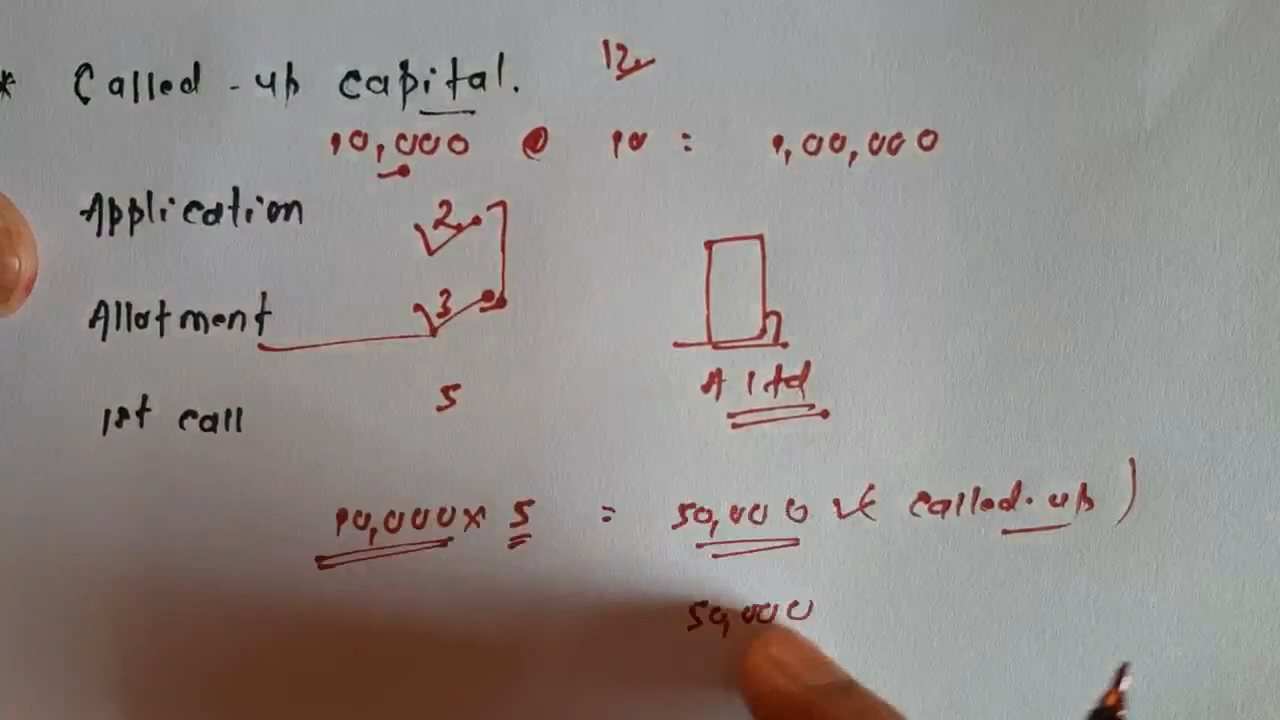 * Called-up capital. 12
10,000 @ 10 : 1,00,000
Application 2
Allotment 3
A ltd
1st call 5
10,000 x 5 = 50,000 ( called-up )
50,000